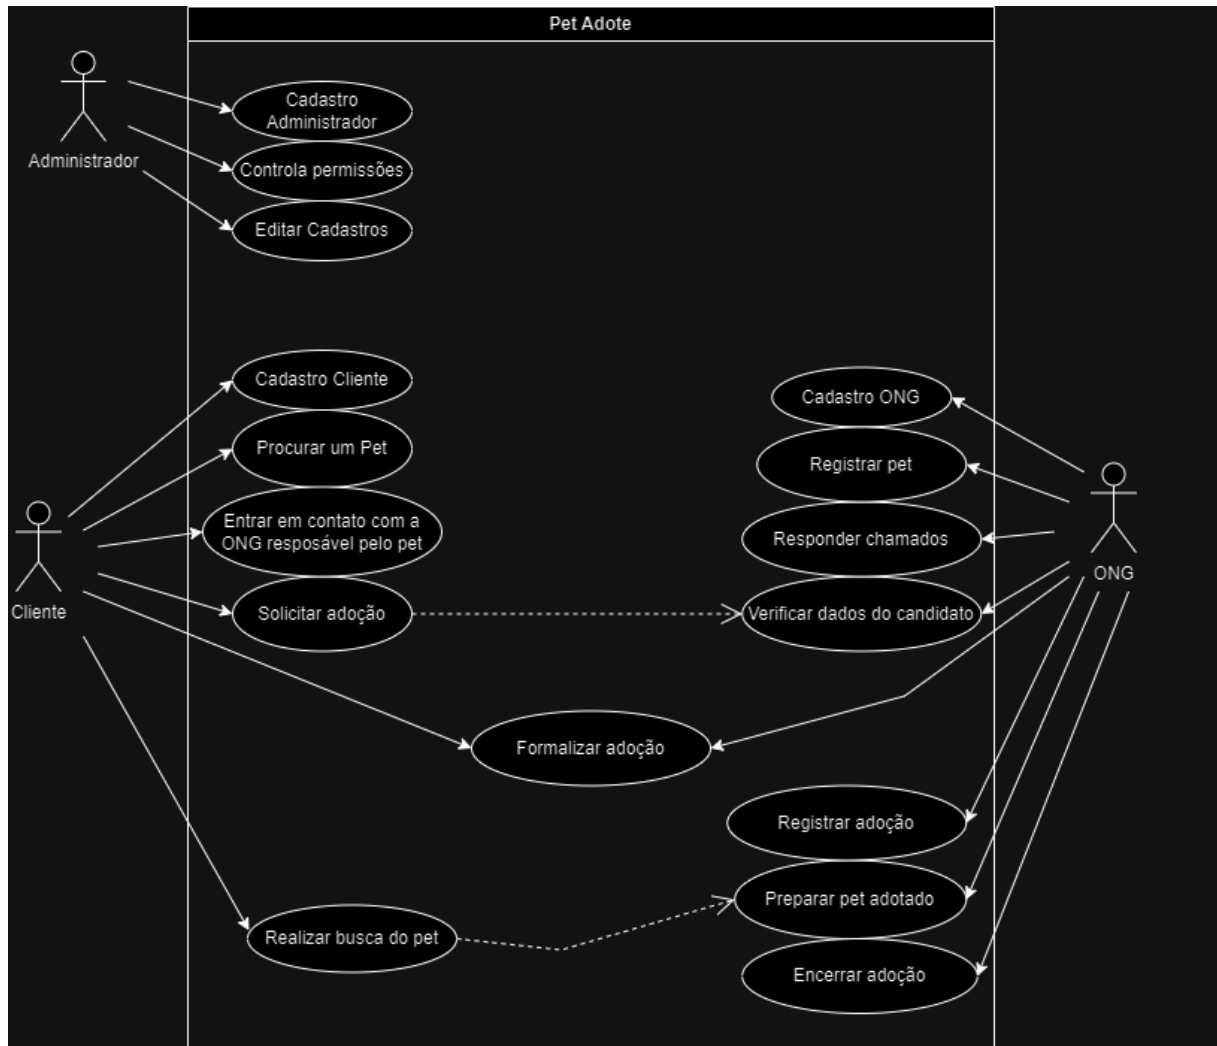 Pet Adote
Cadastro
Administrador
Administrador
Controla permissões
Editar Cadastros
Cadastro Cliente
Cadastro ONG
Procurar um Pet
Registrar pet
Entrar em contato com a
ONG resposável pelo pet
Responder chamados
ONG
Cliente
Solicitar adoção
Verificar dados do candidato
Formalizar adoção
Registrar adoção
Preparar pet adotado
Realizar busca do pet
Encerrar adoção